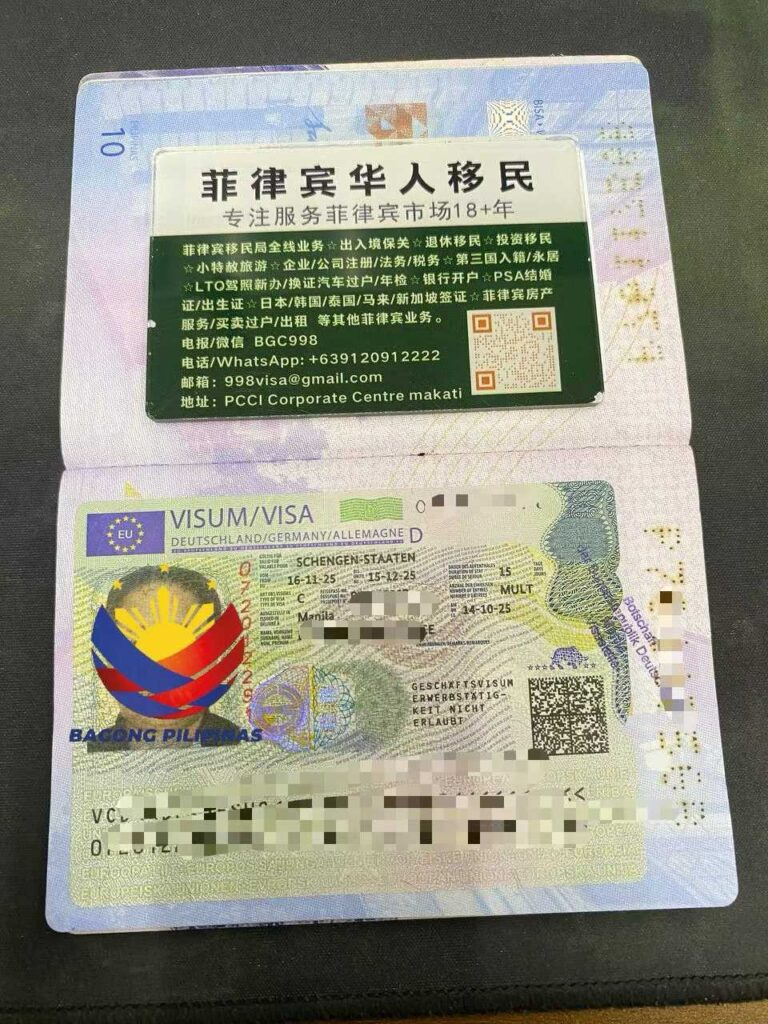 10
菲律宾华人移民
专注服务菲律宾市场18+年
菲律宾移民局全线业务☆出入境保关☆退休移民☆投资移民
☆小特赦旅游☆企业/公司注册/法务/税务☆第三国入籍/永居
☆LTO驾照新办/换证汽车过户/年检☆银行开户☆PSA结婚
证/出生证☆日本/韩国/泰国/马来/新加坡签证☆菲律宾房产
服务/买卖过户/出租 等其他菲律宾业务。
电报/微信 BGC998
电话/WhatsApp: +639120912222
邮箱：998visa@gmail.com
地址：PCCI Corporate Centre makati
EU
VISUM/VISA
DEUTSCHLAND/GERMANY/ALLEMAGNE D
SCHENGEN-STAATEN
16-11-25 15-12-25 15
C MULT
Manila 14-10-25
GESCHÄFTSVISUM
ERWERBSTÄTIG-
KEIT NICHT
ERLAUBT
BAGONG PILIPINAS
Botschaft